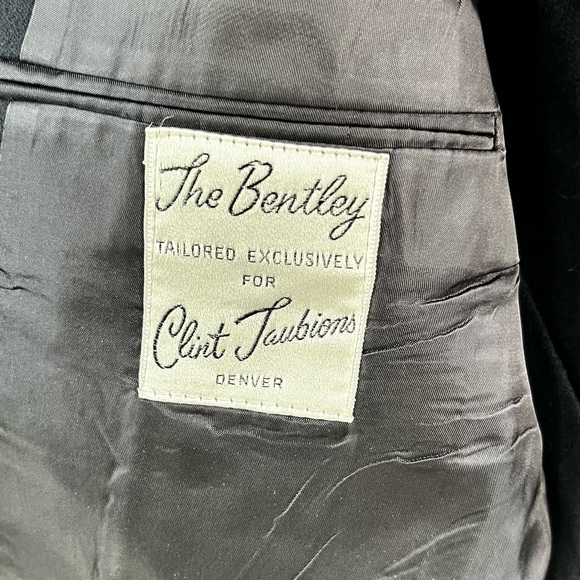 The Bentley
TAILORED EXCLUSIVELY
FOR
Clint Taubions
DENVER